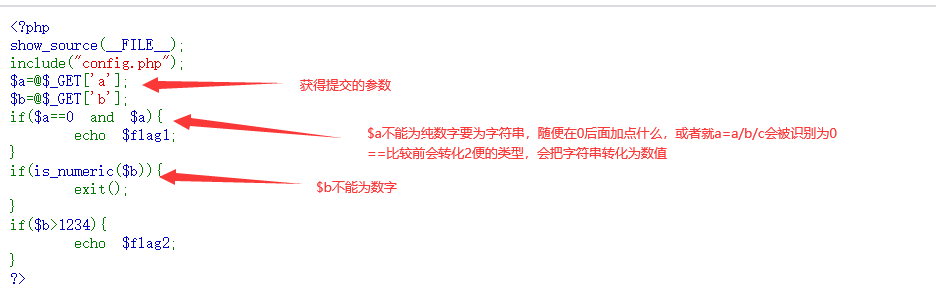 <?php
show_source(__FILE__);
include("config.php");
$a=@$_GET['a'];
获得提交的参数
$b=@$_GET['b'];
if($a==0 and $a){
echo $flag1;
$a不能为纯数字要为字符串，随便在0后面加点什么，或者就a=a/b/c会被识别为0
==比较前会转化2便的类型，会把字符串转化为数值
}
if(is_numeric($b)){
$b不能为数字
exit();
}
if($b>1234){
echo $flag2;
}
?>